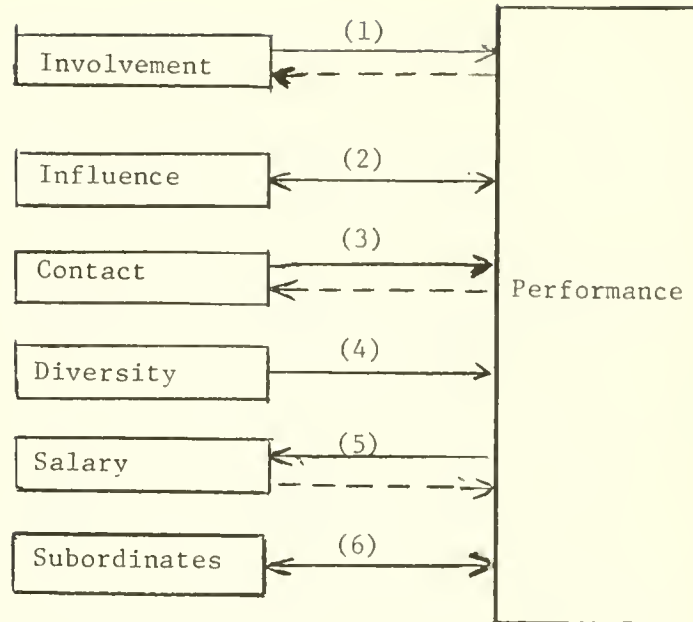 (1)
Involvement
(2)
Influence
(3)
Contact
Performance
(4)
Diversity
(5)
Salary
(6)
Subordinates